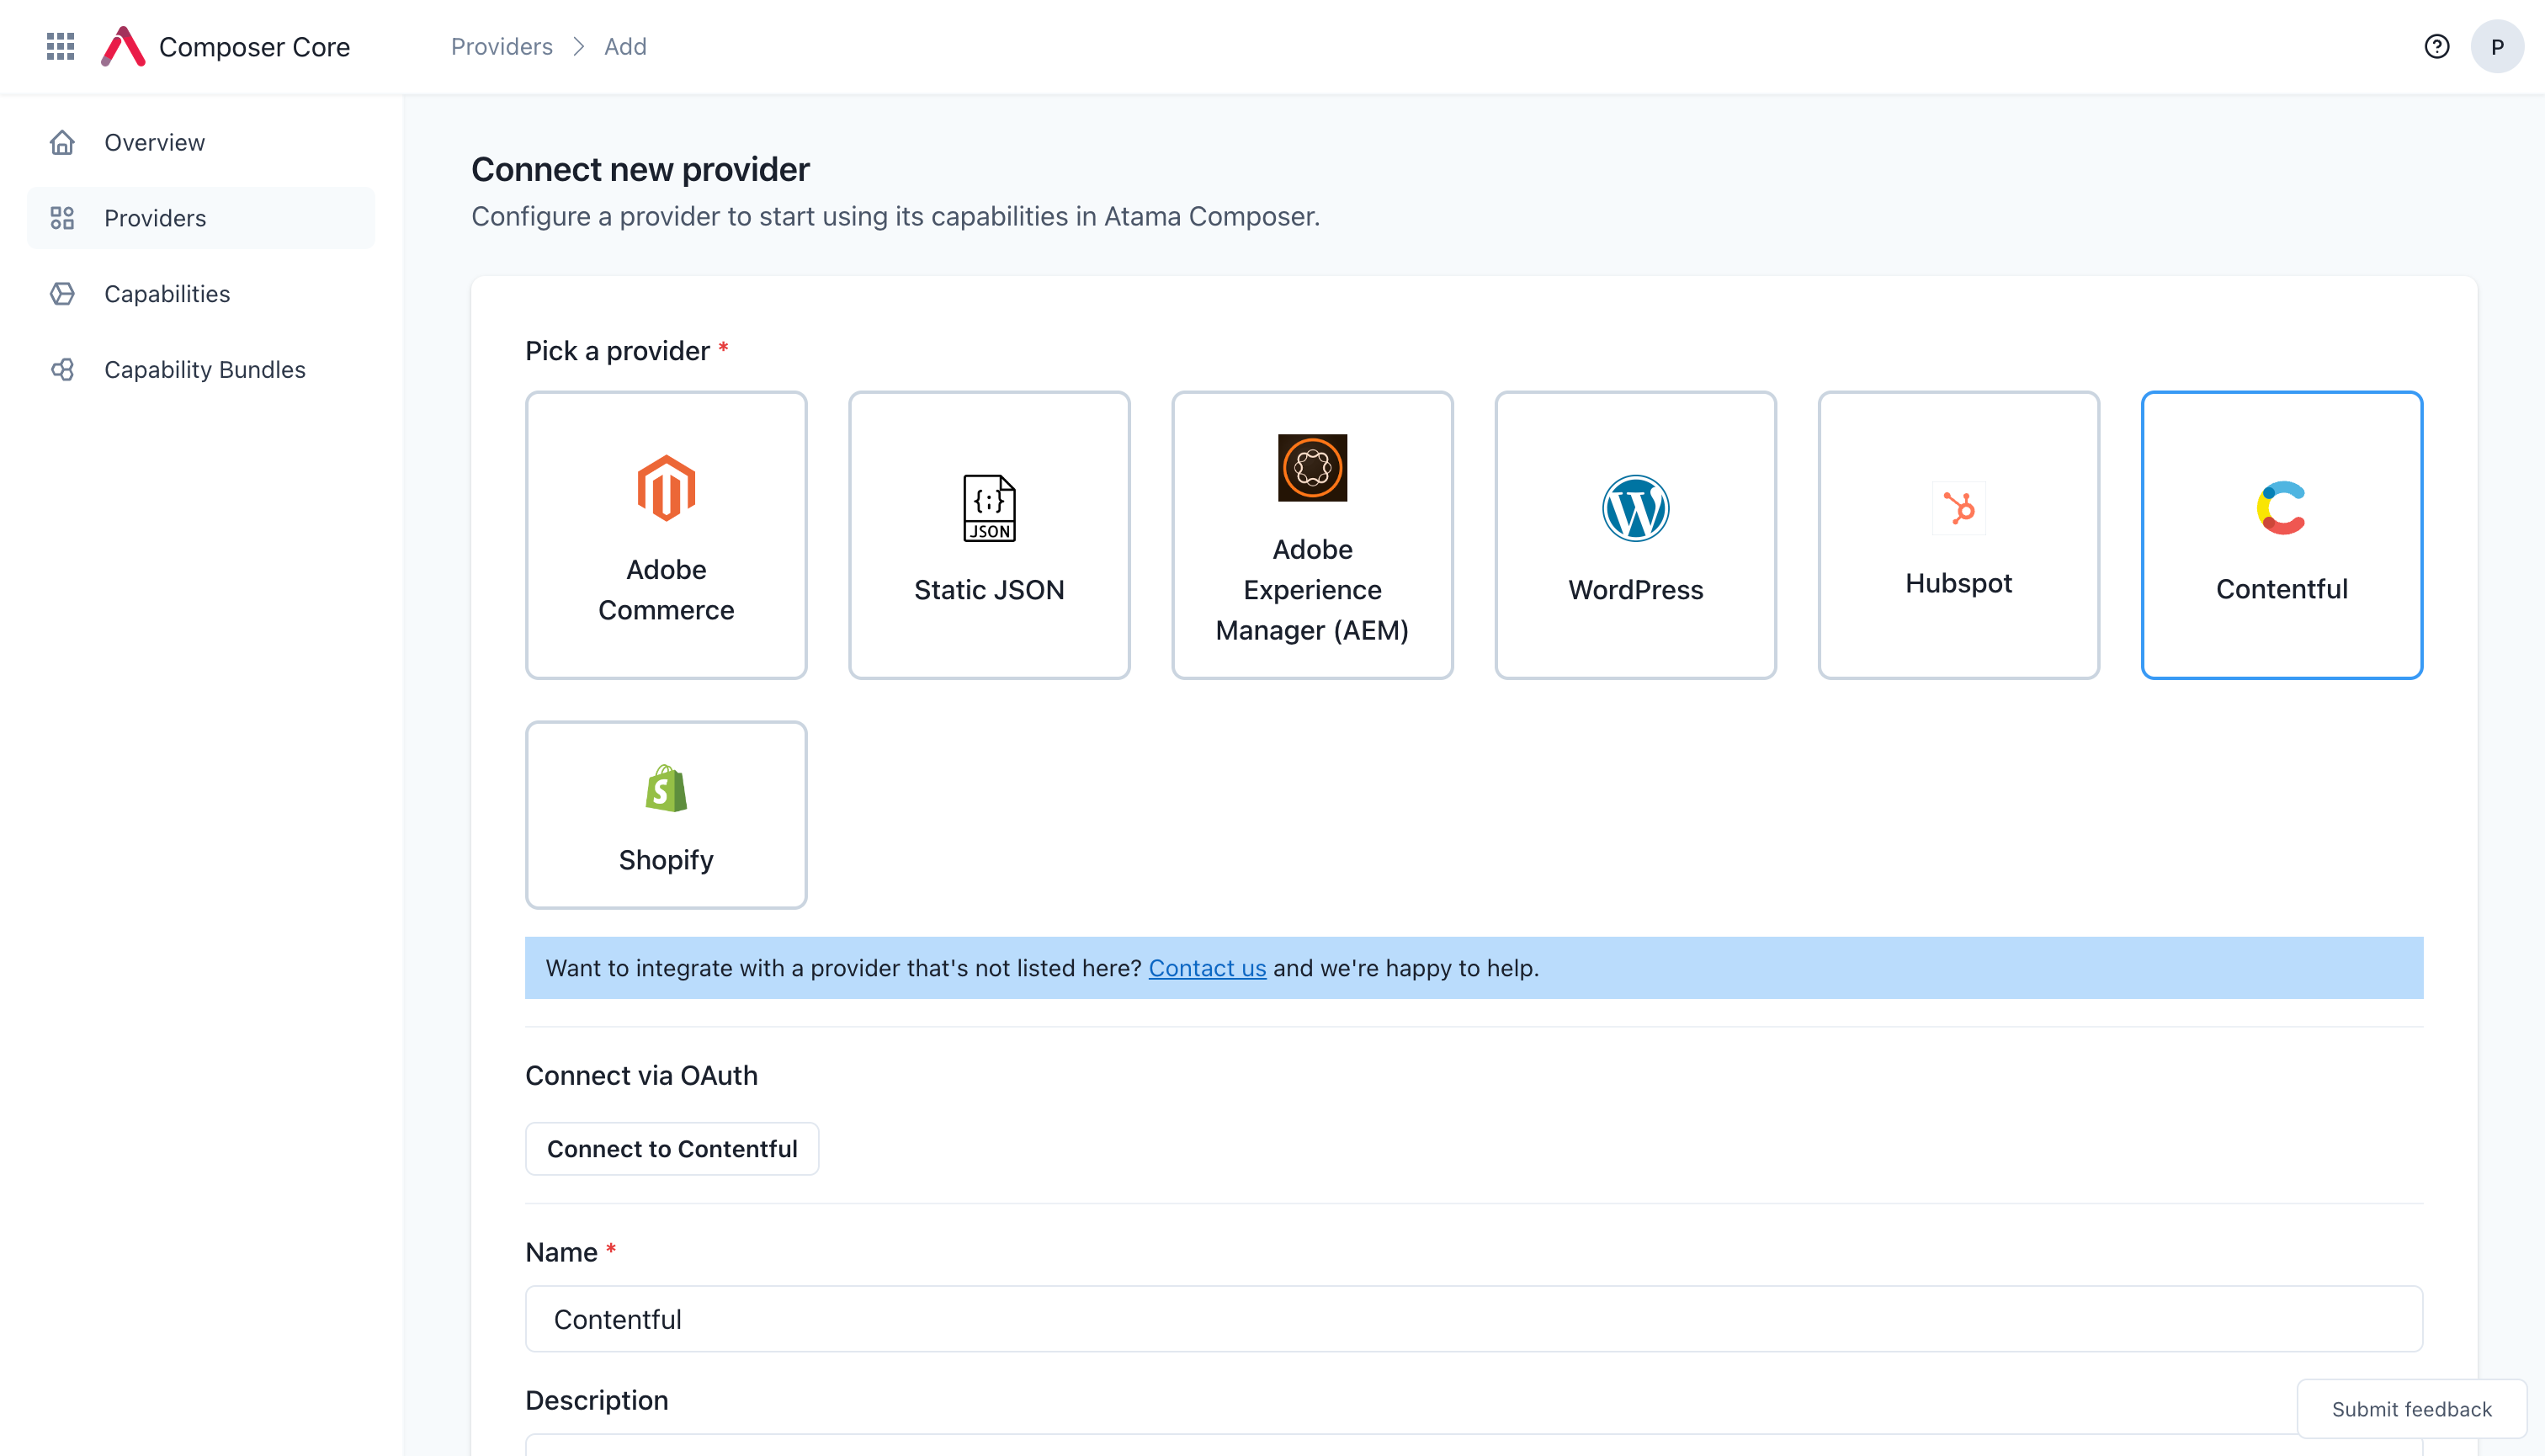 Composer Core
Providers > Add
P
Overview
Providers
Capabilities
Capability Bundles
Connect new provider
Configure a provider to start using its capabilities in Atama Composer.
Pick a provider *
Adobe
Commerce
{;}
JSON
Static JSON
Adobe
Experience
Manager (AEM)
WordPress
Hubspot
Contentful
Shopify
Want to integrate with a provider that's not listed here? Contact us and we're happy to help.
Connect via OAuth
Connect to Contentful
Name *
Contentful
Description
Submit feedback